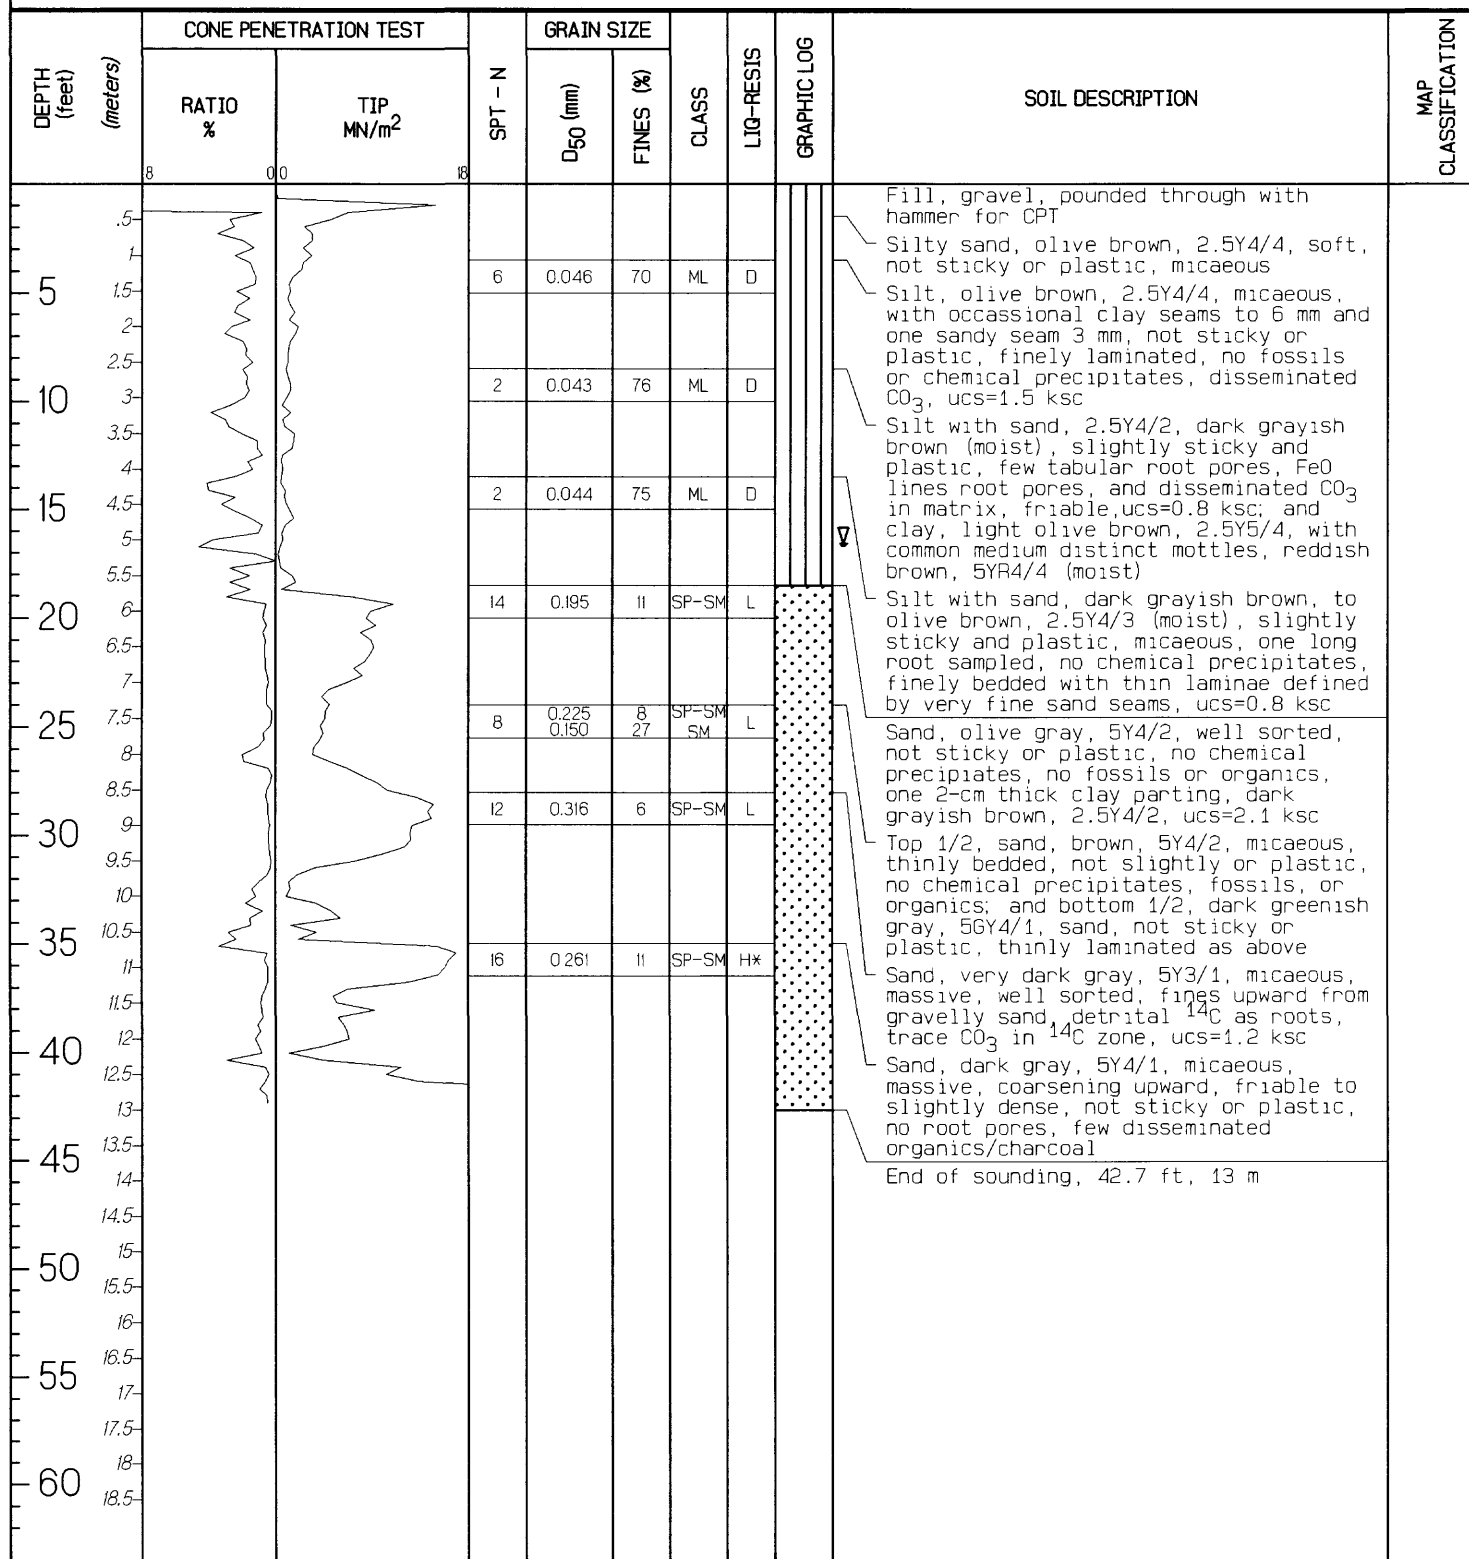 CONE PENETRATION TEST
GRAIN SIZE
DEPTH
(feet)
(meters)
RATIO
%
TIP
MN/m²
SPT - N
D50 (mm)
FINES (%)
CLASS
LIQ-RESIS
GRAPHIC LOG
SOIL DESCRIPTION
MAP
CLASSIFICATION
8
0
0
18
.5
1
5
1.5
2
2.5
10
3
3.5
4
15
4.5
5
5.5
20
6
6.5
7
25
7.5
8
8.5
30
9
9.5
10
35
10.5
11
11.5
40
12
12.5
13
45
13.5
14
14.5
50
15
15.5
16
55
16.5
17
17.5
60
18
18.5
6 0.046 70 ML D
2 0.043 76 ML D
2 0.044 75 ML D
14 0.195 11 SP-SM L
0.225 8 SP-SM
8 L
0.150 27 SM
12 0.316 6 SP-SM L
16 0.261 11 SP-SM H*
Fill, gravel, pounded through with
hammer for CPT
Silty sand, olive brown, 2.5Y4/4, soft,
not sticky or plastic, micaeous
Silt, olive brown, 2.5Y4/4, micaeous,
with occassional clay seams to 6 mm and
one sandy seam 3 mm, not sticky or
plastic, finely laminated, no fossils
or chemical precipitates, disseminated
CO3, ucs=1.5 ksc
Silt with sand, 2.5Y4/2, dark grayish
brown (moist), slightly sticky and
plastic, few tabular root pores, FeO
lines root pores, and disseminated CO3
in matrix, friable,ucs=0.8 ksc; and
clay, light olive brown, 2.5Y5/4, with
common medium distinct mottles, reddish
brown, 5YR4/4 (moist)
Silt with sand, dark grayish brown, to
olive brown, 2.5Y4/3 (moist), slightly
sticky and plastic, micaeous, one long
root sampled, no chemical precipitates,
finely bedded with thin laminae defined
by very fine sand seams, ucs=0.8 ksc
Sand, olive gray, 5Y4/2, well sorted,
not sticky or plastic, no chemical
precipiates, no fossils or organics,
one 2-cm thick clay parting, dark
grayish brown, 2.5Y4/2, ucs=2.1 ksc
Top 1/2, sand, brown, 5Y4/2, micaeous,
thinly bedded, not slightly or plastic,
no chemical precipitates, fossils, or
organics; and bottom 1/2, dark greenish
gray, 5GY4/1, sand, not sticky or
plastic, thinly laminated as above
Sand, very dark gray, 5Y3/1, micaeous,
massive, well sorted, fines upward from
gravelly sand, detrital 14C as roots,
trace CO3 in 14C zone, ucs=1.2 ksc
Sand, dark gray, 5Y4/1, micaeous,
massive, coarsening upward, friable to
slightly dense, not sticky or plastic,
no root pores, few disseminated
organics/charcoal
End of sounding, 42.7 ft, 13 m